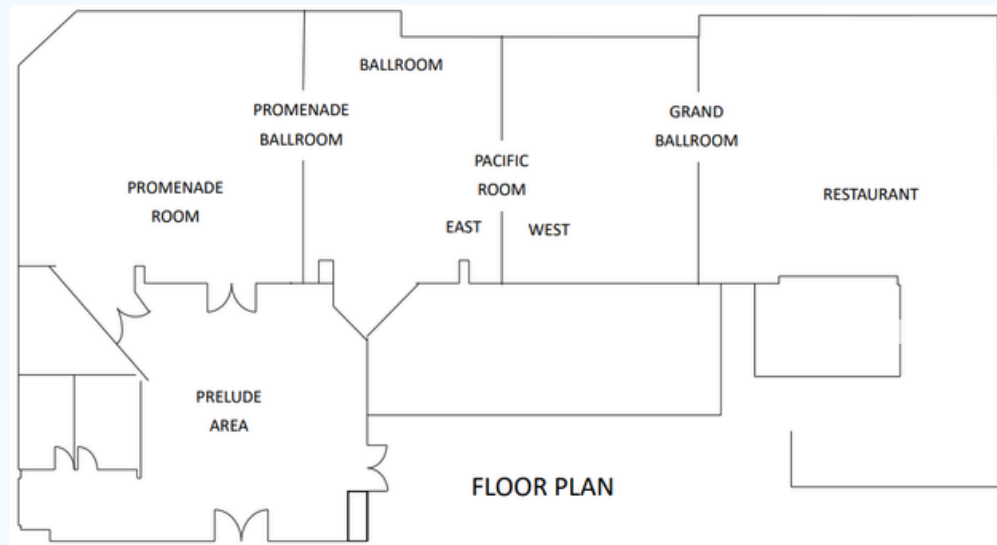 BALLROOM
PROMENADE
BALLROOM
GRAND
BALLROOM
PACIFIC
ROOM
PROMENADE
ROOM
RESTAURANT
EAST
WEST
PRELUDE
AREA
FLOOR PLAN